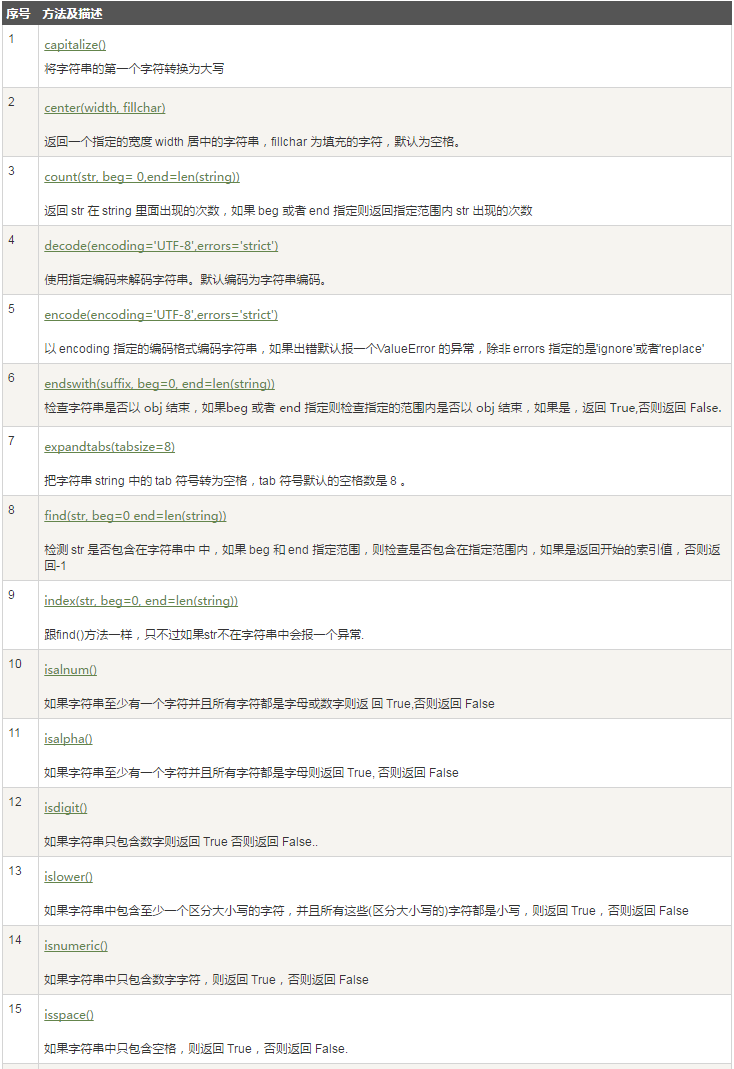 序号 方法及描述
1 capitalize()
将字符串的第一个字符转换为大写
2 center(width, fillchar)
返回一个指定的宽度 width 居中的字符串，fillchar 为填充的字符，默认为空格。
3 count(str, beg= 0,end=len(string))
返回 str 在 string 里面出现的次数，如果 beg 或者 end 指定则返回指定范围内 str 出现的次数
4 decode(encoding='UTF-8',errors='strict')
使用指定编码来解码字符串。默认编码为字符串编码。
5 encode(encoding='UTF-8',errors='strict')
以 encoding 指定的编码格式编码字符串，如果出错默认报一个ValueError 的异常，除非 errors 指定的是'ignore'或者'replace'
6 endswith(suffix, beg=0, end=len(string))
检查字符串是否以 obj 结束，如果beg 或者 end 指定则检查指定的范围内是否以 obj 结束，如果是，返回 True,否则返回 False.
7 expandtabs(tabsize=8)
把字符串 string 中的 tab 符号转为空格，tab 符号默认的空格数是 8 。
8 find(str, beg=0 end=len(string))
检测 str 是否包含在字符串中 中，如果 beg 和 end 指定范围，则检查是否包含在指定范围内，如果是返回开始的索引值，否则返
回-1
9 index(str, beg=0, end=len(string))
跟find()方法一样，只不过如果str不在字符串中会报一个异常.
10 isalnum()
如果字符串至少有一个字符并且所有字符都是字母或数字则返 回 True,否则返回 False
11 isalpha()
如果字符串至少有一个字符并且所有字符都是字母则返回 True, 否则返回 False
12 isdigit()
如果字符串只包含数字则返回 True 否则返回 False..
13 islower()
如果字符串中包含至少一个区分大小写的字符，并且所有这些(区分大小写的)字符都是小写，则返回 True，否则返回 False
14 isnumeric()
如果字符串中只包含数字字符，则返回 True，否则返回 False
15 isspace()
如果字符串中只包含空格，则返回 True，否则返回 False.